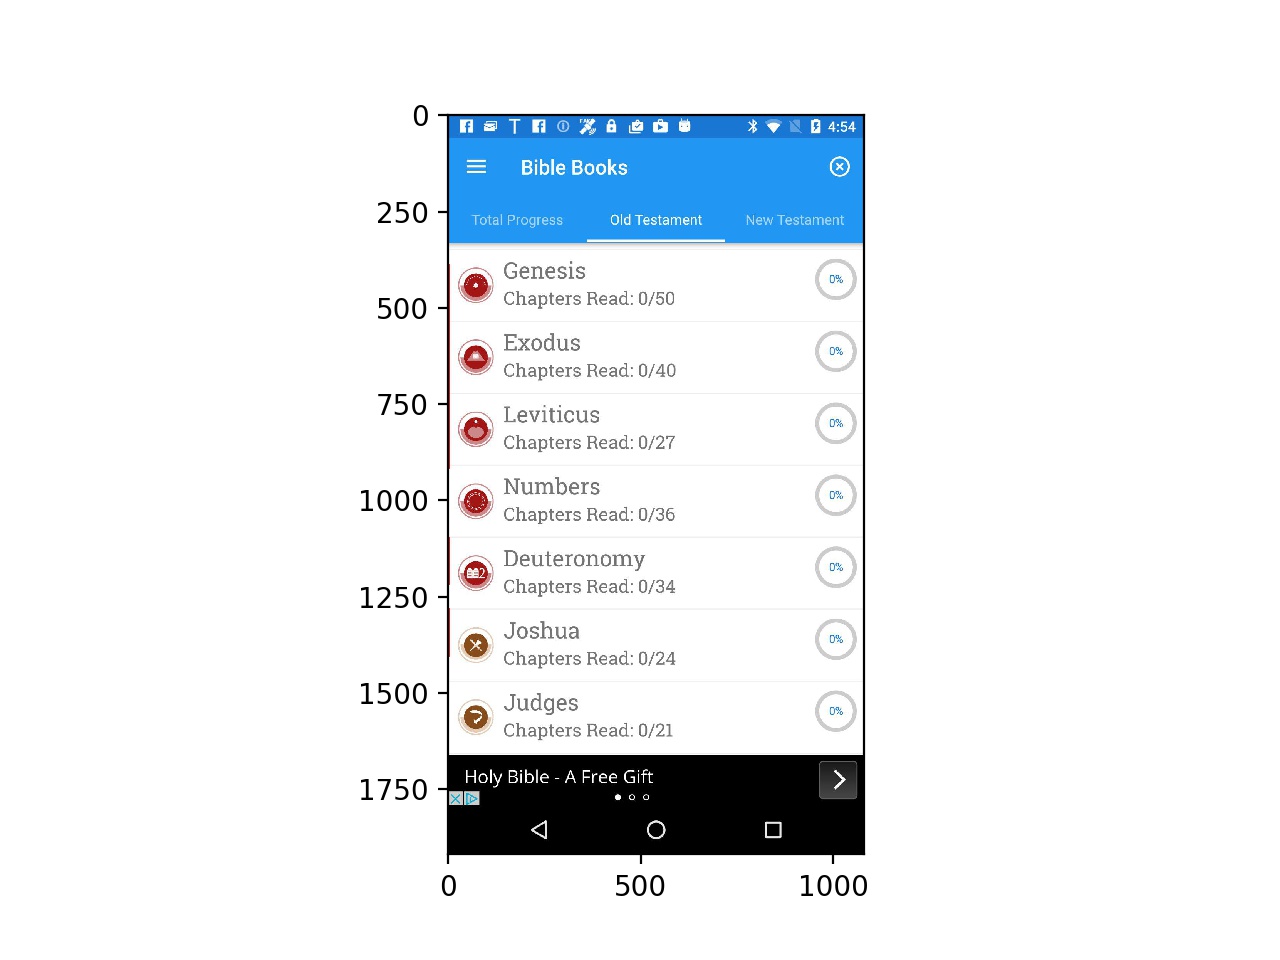 4:54
Bible Books
Total Progress Old Testament New Testament
Genesis
Chapters Read: 0/50
0%
Exodus
Chapters Read: 0/40
0%
Leviticus
Chapters Read: 0/27
0%
Numbers
Chapters Read: 0/36
0%
Deuteronomy
Chapters Read: 0/34
0%
Joshua
Chapters Read: 0/24
0%
Judges
Chapters Read: 0/21
0%
Holy Bible - A Free Gift
0
250
500
750
1000
1250
1500
1750
0 500 1000